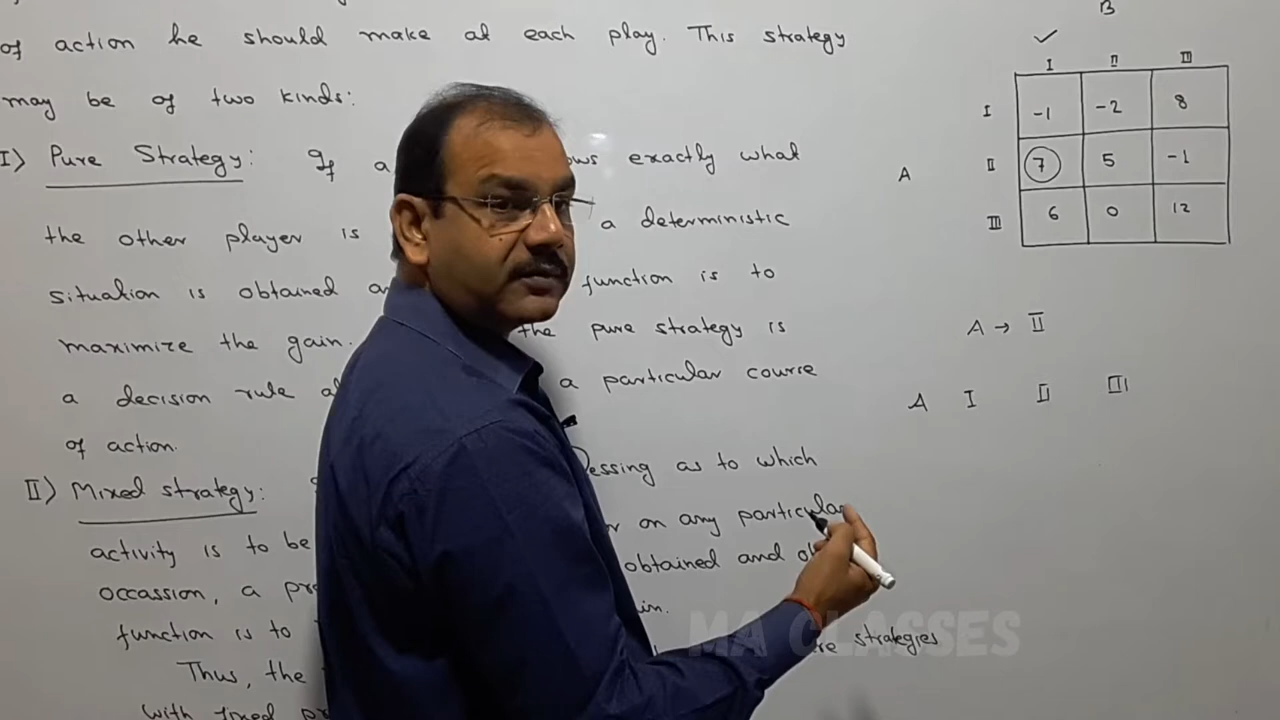 of action he should make at each play. This strategy
may be of two kinds:
I) Pure Strategy: If a ows exactly what
the other player is a deterministic
situation is obtained function is to
maximize the gain. the pure strategy is
a decision rule a particular course
of action.
II) Mixed strategy: essing as to which
activity is to be on any particular
occassion, a obtained and
function is to
Thus, the strategies
with fixed
B
✓
I II III
I -1 -2 8
A II 7 5 -1
III 6 0 12
A → II
A I II III
MA CLASSES